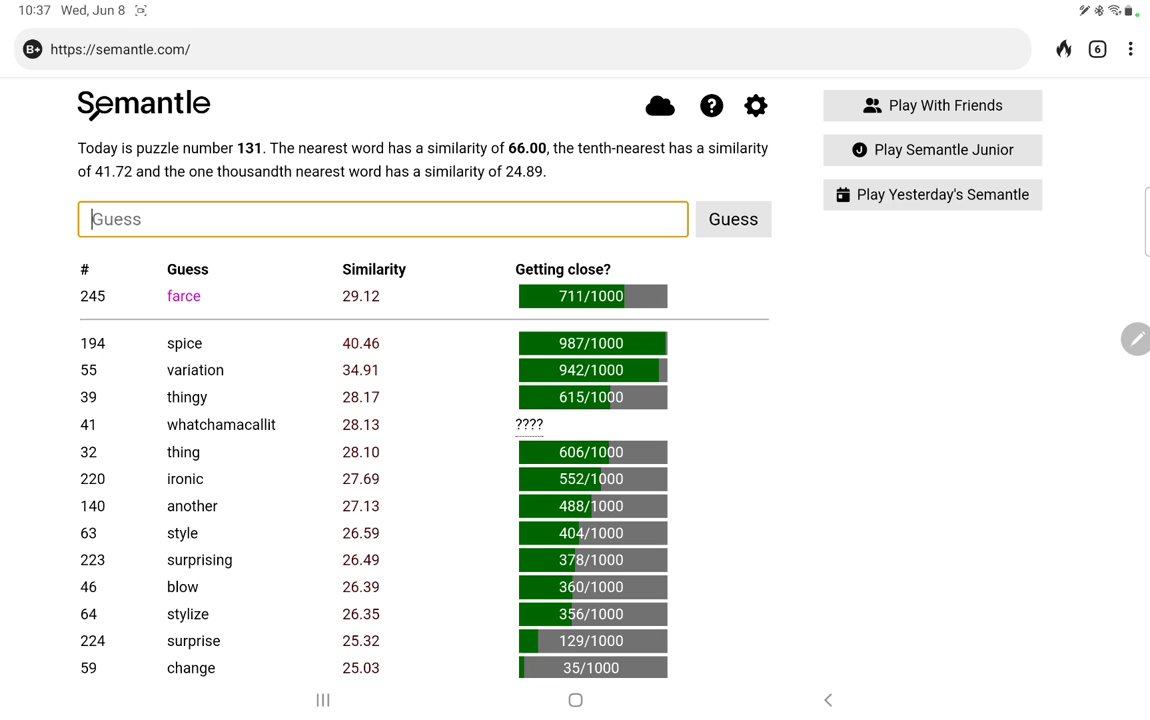 10:37 Wed, Jun 8
B+ https://semantle.com/ 6
Semantle
Play With Friends
Today is puzzle number 131. The nearest word has a similarity of 66.00, the tenth-nearest has a similarity
of 41.72 and the one thousandth nearest word has a similarity of 24.89.
J Play Semantle Junior
Play Yesterday's Semantle
Guess Guess
# Guess Similarity Getting close?
245 farce 29.12 711/1000
194 spice 40.46 987/1000
55 variation 34.91 942/1000
39 thingy 28.17 615/1000
41 whatchamacallit 28.13 ????
32 thing 28.10 606/1000
220 ironic 27.69 552/1000
140 another 27.13 488/1000
63 style 26.59 404/1000
223 surprising 26.49 378/1000
46 blow 26.39 360/1000
64 stylize 26.35 356/1000
224 surprise 25.32 129/1000
59 change 25.03 35/1000